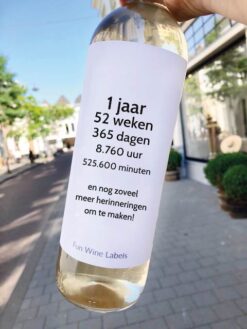 1 jaar
52 weken
365 dagen
8.760 uur
525.600 minuten
en nog zoveel
meer herinneringen
om te maken!
Fun Wine Labels